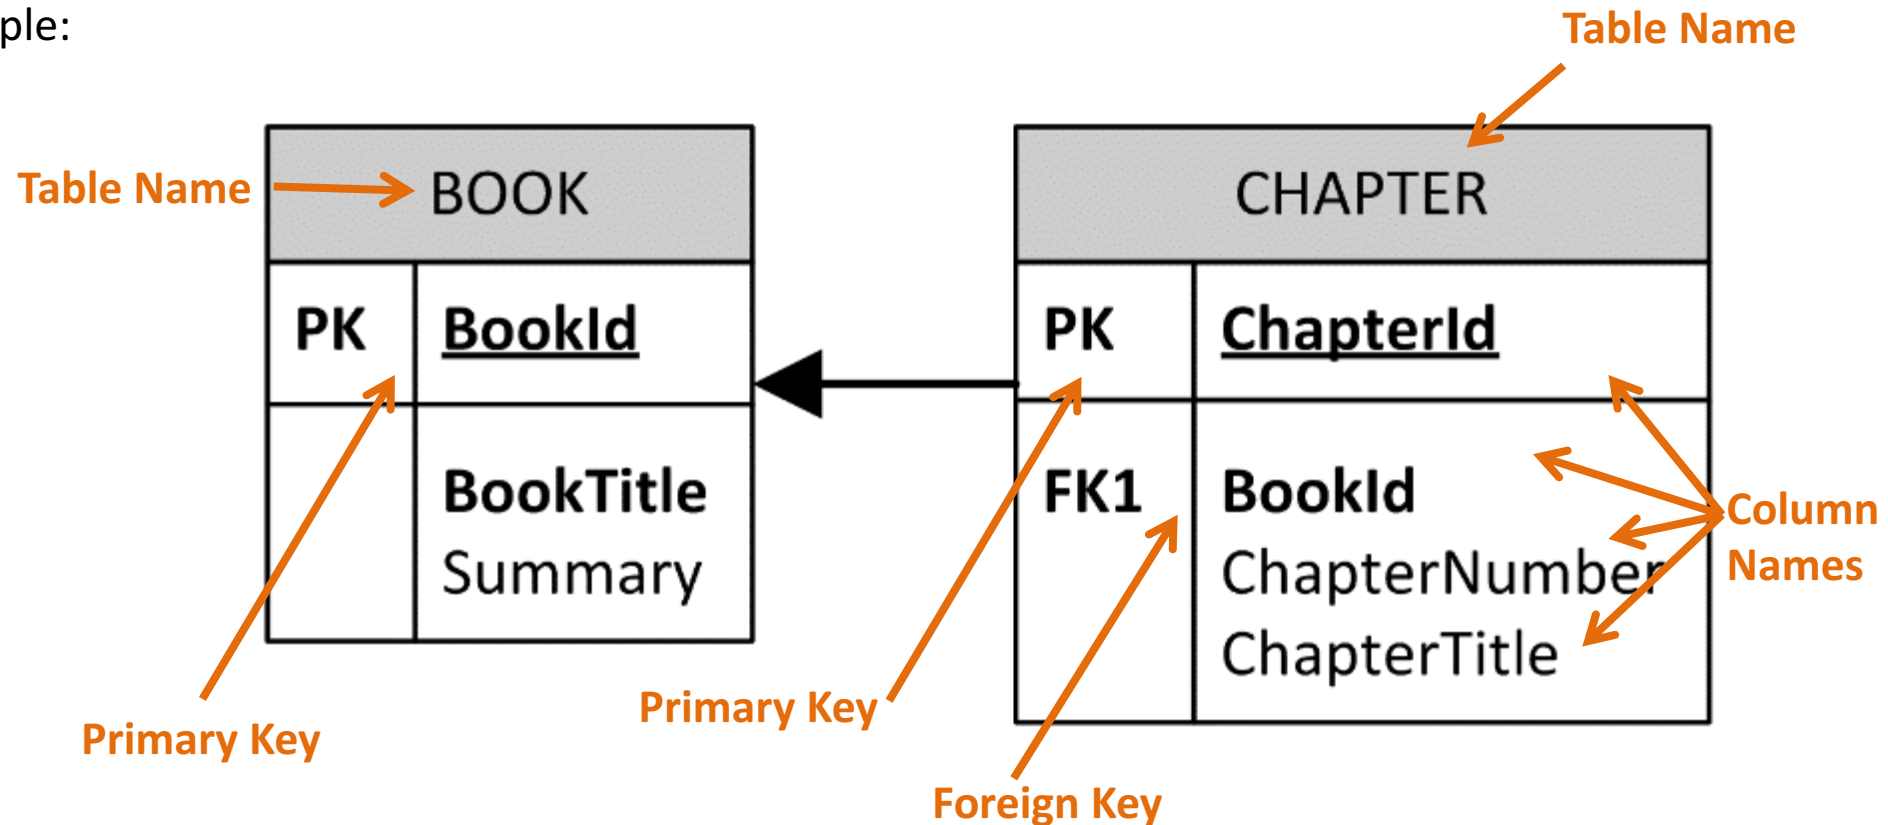 ple:
Table Name
Table Name
BOOK
CHAPTER
PK BookId
PK ChapterId
BookTitle
Summary
FK1 BookId
ChapterNumber
ChapterTitle
Column
Names
Primary Key
Primary Key
Foreign Key